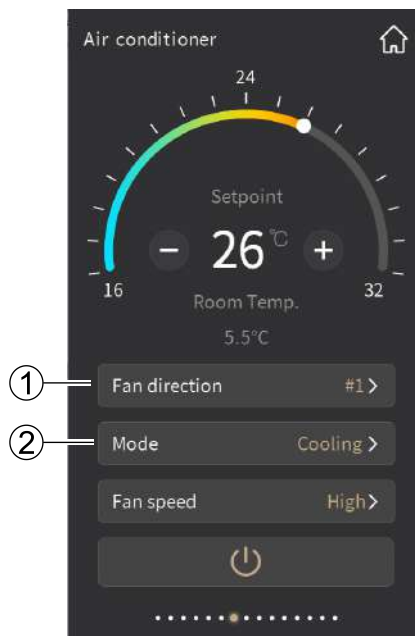 Air conditioner
24
Setpoint
26 ℃
16
32
Room Temp.
5.5℃
1 Fan direction #1
2 Mode Cooling
Fan speed High